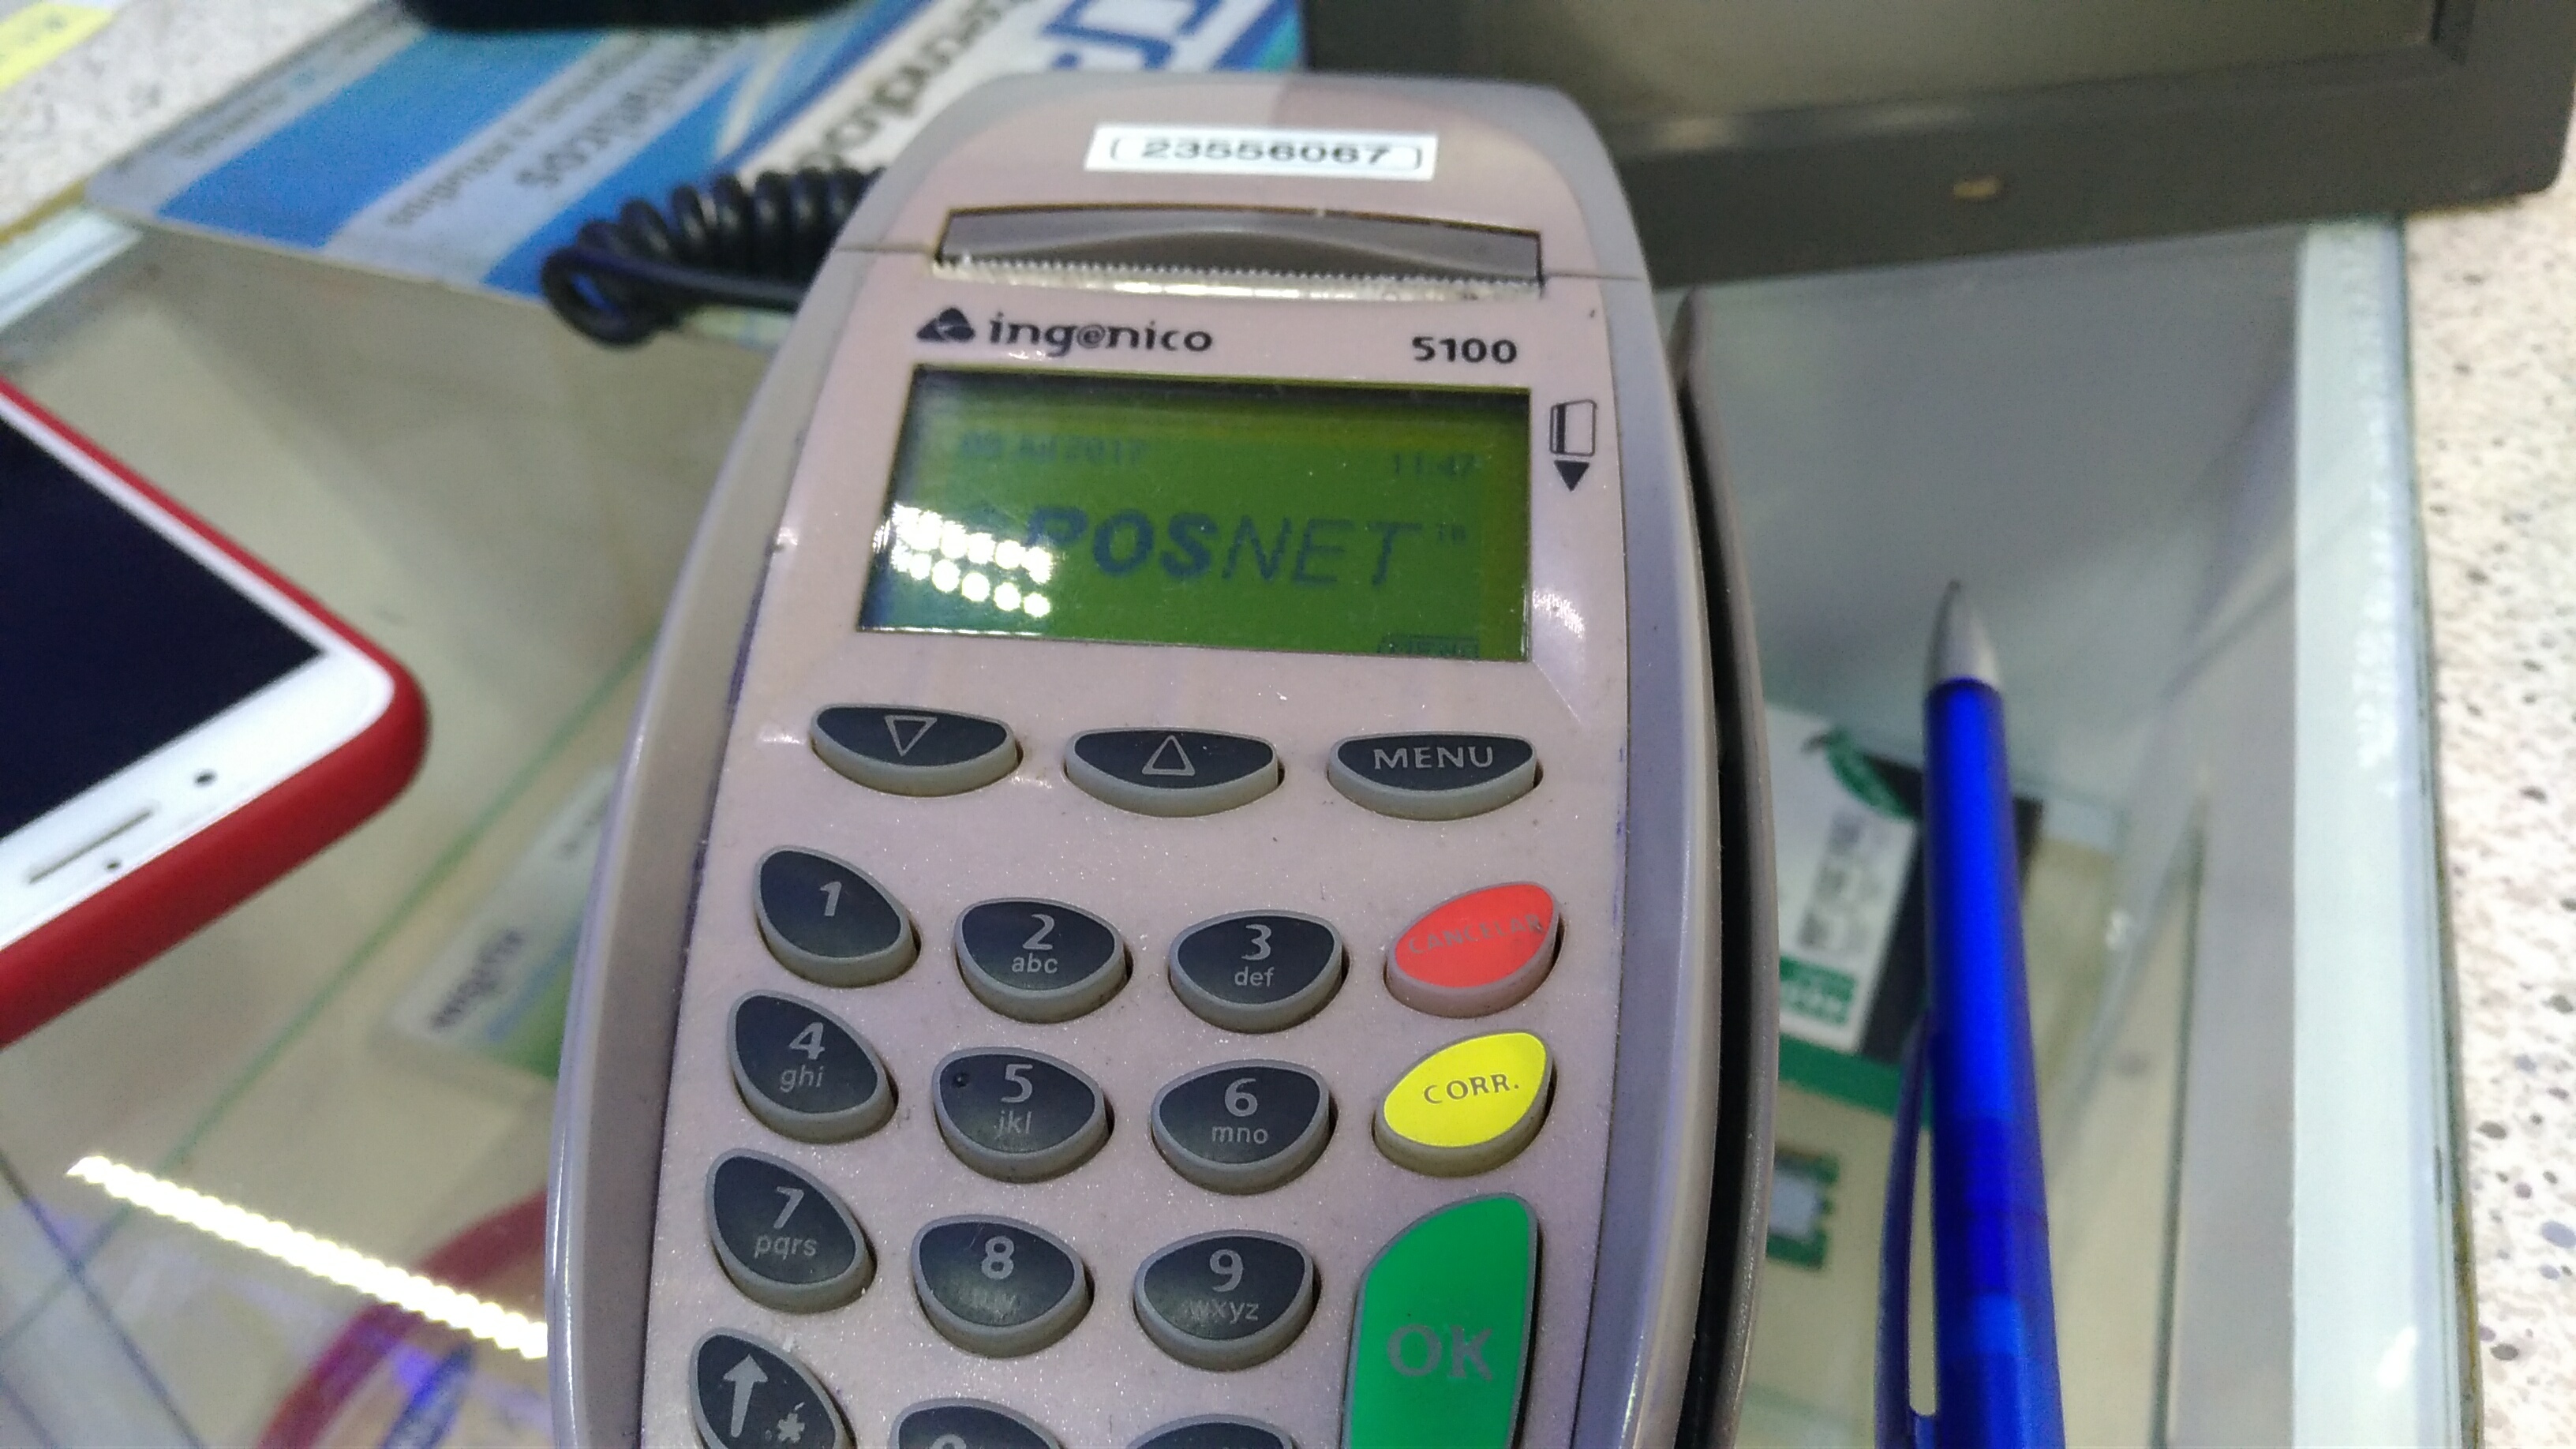 ( 23556067 )
ingenico 5100
11:47
POSNET
MENU
1
2
abc
3
def
CANCELAR
4
ghi
5
jkl
6
mno
CORR.
7
pqrs
8
9
wxyz
OK
*